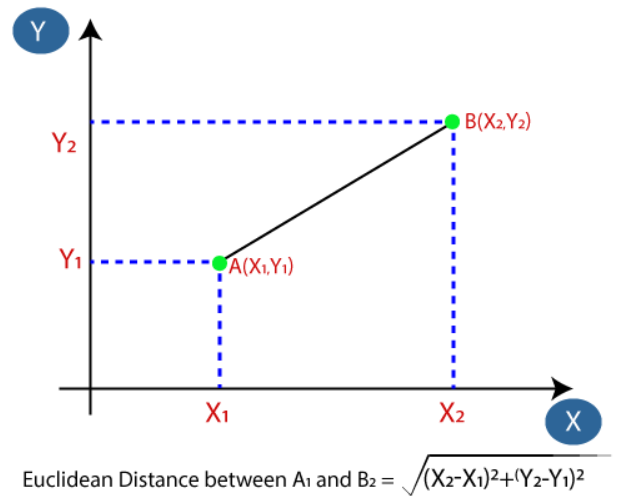 Y
Y₂
B(X₂,Y₂)
Y₁
A(X₁,Y₁)
X₁
X₂
X
Euclidean Distance between A₁ and B₂ = √(X₂-X₁)²+(Y₂-Y₁)²